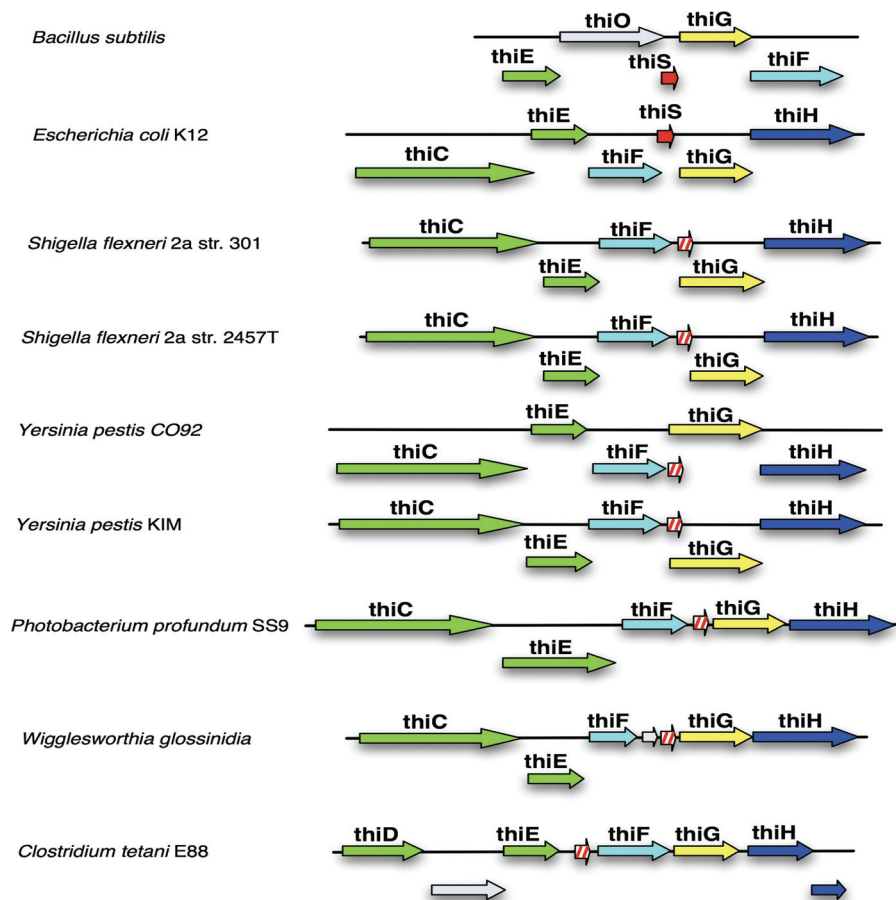 thiO thiG
Bacillus subtilis
thiE thiS thiF
thiE thiS thiH
Escherichia coli K12
thiC thiF thiG
thiC thiF thiH
Shigella flexneri 2a str. 301
thiE thiG
thiC thiF thiH
Shigella flexneri 2a str. 2457T
thiE thiG
thiE thiG
Yersinia pestis CO92
thiC thiF thiH
thiC thiF thiH
Yersinia pestis KIM
thiE thiG
thiC thiF thiG thiH
Photobacterium profundum SS9
thiE
thiC thiF thiG thiH
Wigglesworthia glossinidia
thiE
thiD thiE thiF thiG thiH
Clostridium tetani E88